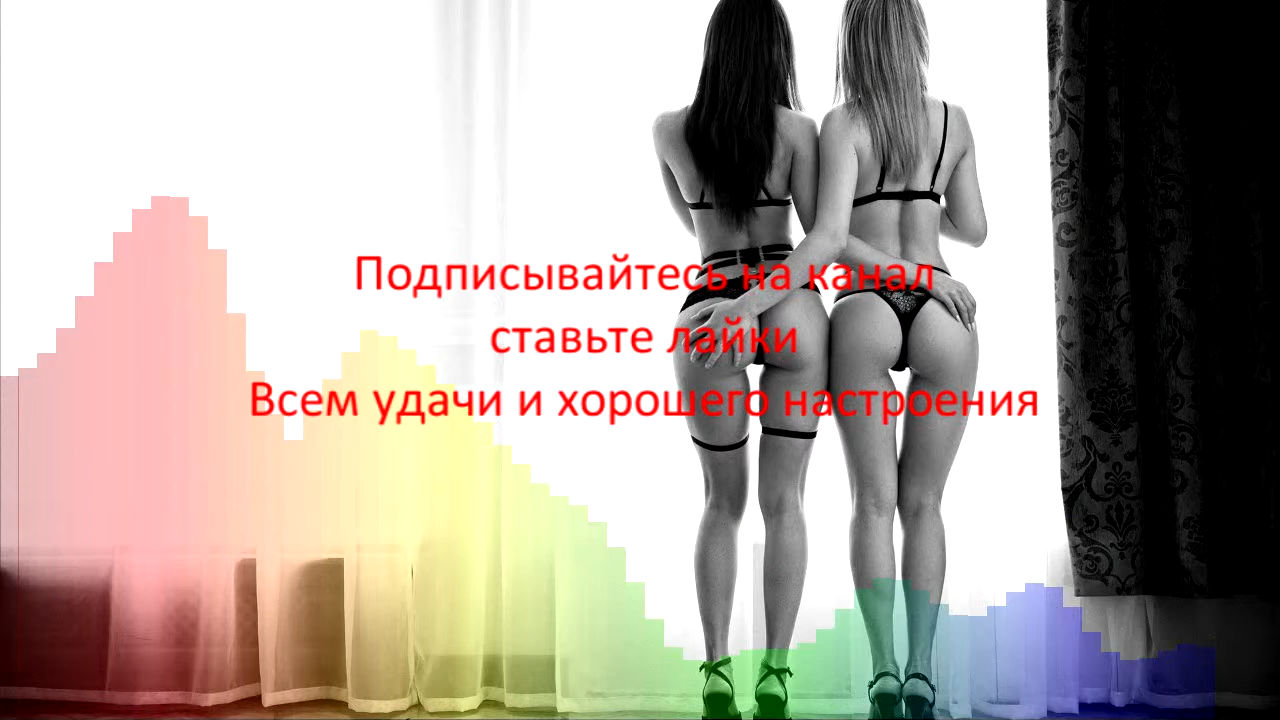 Подписывайтесь на канал
ставьте лайки
Всем удачи и хорошего настроения